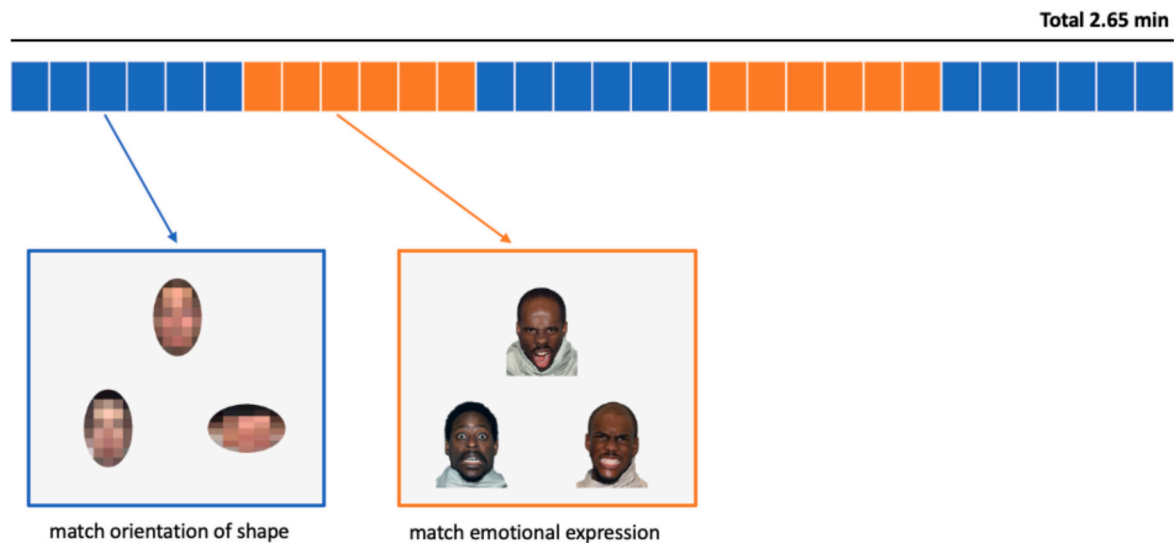 Total 2.65 min
match orientation of shape
match emotional expression